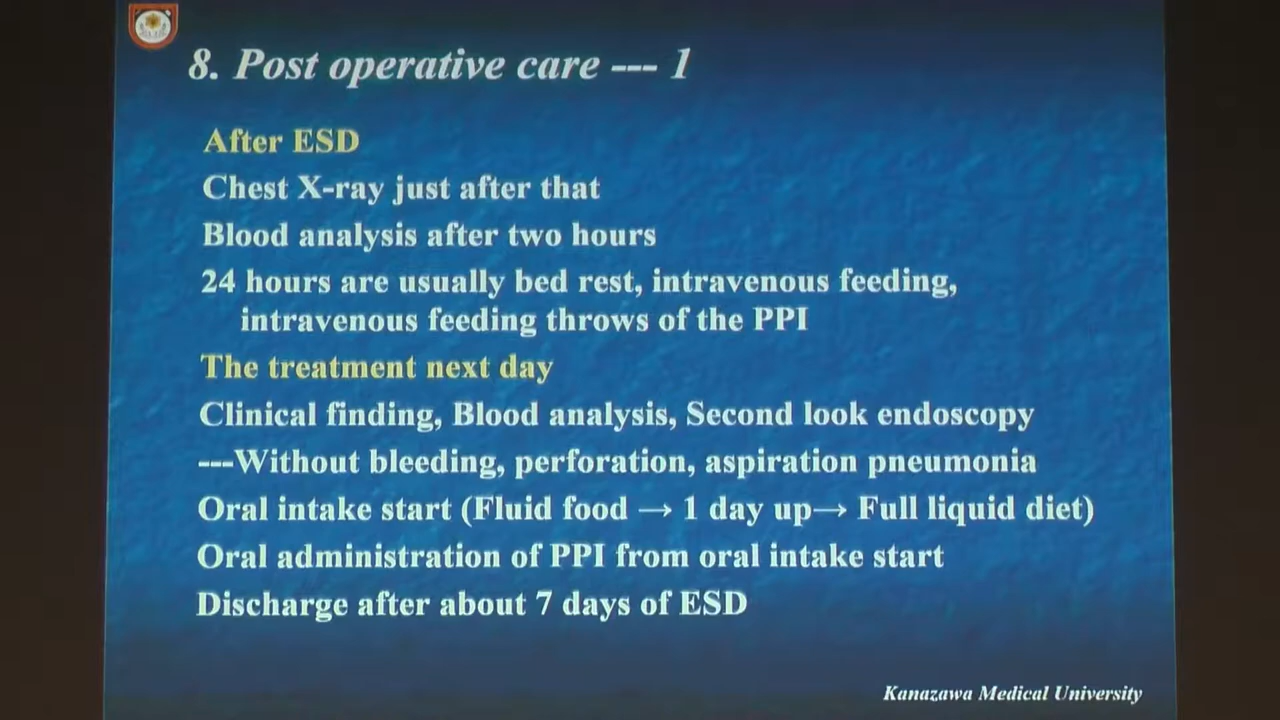 8. Post operative care --- 1
After ESD
Chest X-ray just after that
Blood analysis after two hours
24 hours are usually bed rest, intravenous feeding,
intravenous feeding throws of the PPI
The treatment next day
Clinical finding, Blood analysis, Second look endoscopy
---Without bleeding, perforation, aspiration pneumonia
Oral intake start (Fluid food → 1 day up→ Full liquid diet)
Oral administration of PPI from oral intake start
Discharge after about 7 days of ESD
Kanazawa Medical University